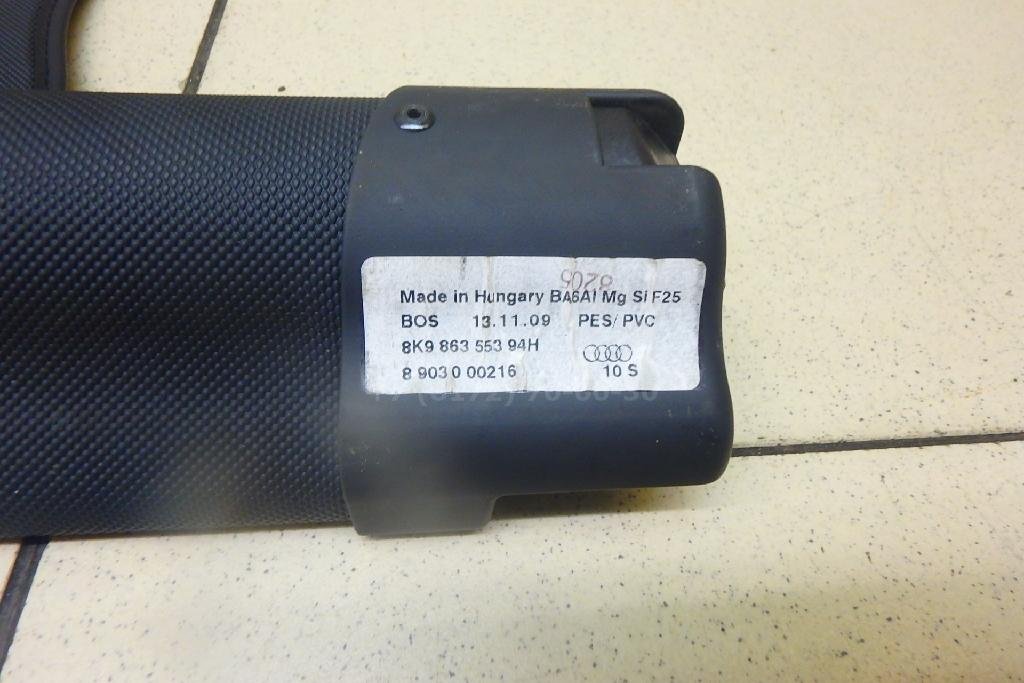 Made in Hungary BA6Al Mg Si F25
BOS 13.11.09 PES/ PVC
8K9 863 553 94H
8 903 0 00216 10 S